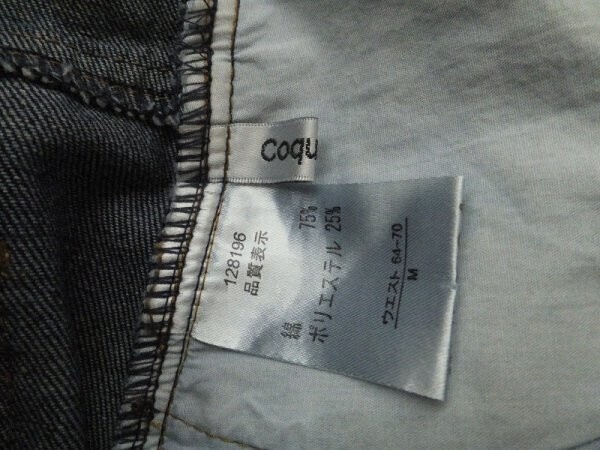 coqu
128196
品質表示
綿 75%
ポリエステル 25%
ウエスト 64-70
M